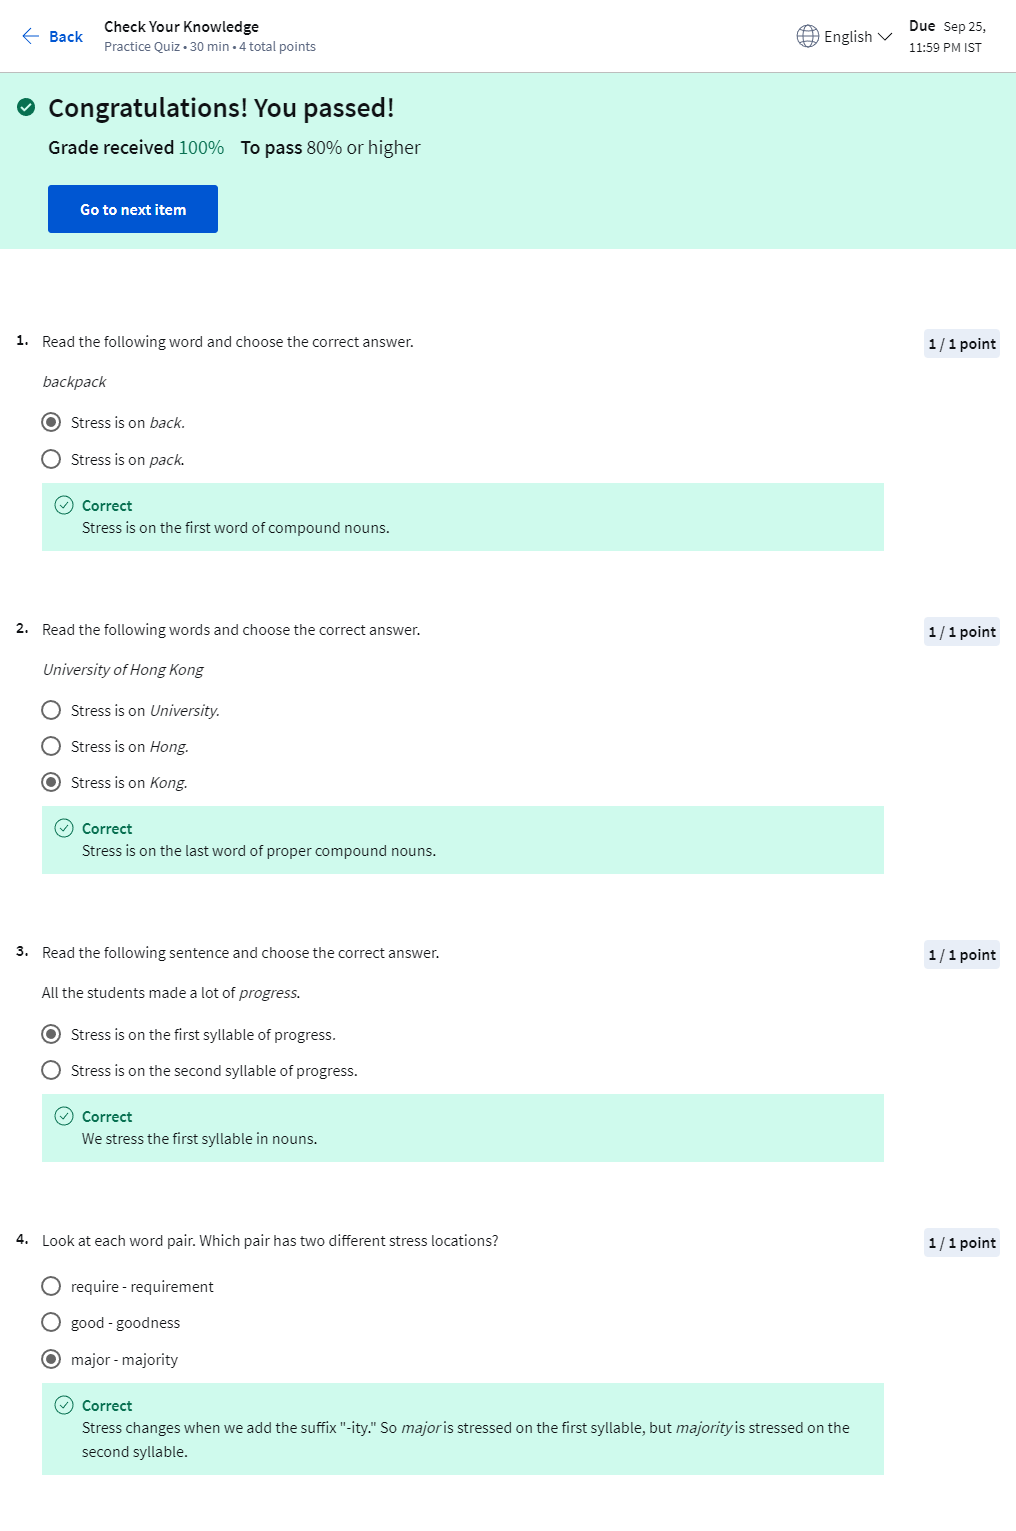 Back
Check Your Knowledge
Practice Quiz • 30 min • 4 total points
English
Due Sep 25,
11:59 PM IST
Congratulations! You passed!
Grade received 100% To pass 80% or higher
Go to next item
1. Read the following word and choose the correct answer.
1 / 1 point
backpack
Stress is on back.
Stress is on pack.
Correct
Stress is on the first word of compound nouns.
2. Read the following words and choose the correct answer.
1 / 1 point
University of Hong Kong
Stress is on University.
Stress is on Hong.
Stress is on Kong.
Correct
Stress is on the last word of proper compound nouns.
3. Read the following sentence and choose the correct answer.
1 / 1 point
All the students made a lot of progress.
Stress is on the first syllable of progress.
Stress is on the second syllable of progress.
Correct
We stress the first syllable in nouns.
4. Look at each word pair. Which pair has two different stress locations?
1 / 1 point
require - requirement
good - goodness
major - majority
Correct
Stress changes when we add the suffix "-ity." So major is stressed on the first syllable, but majority is stressed on the
second syllable.